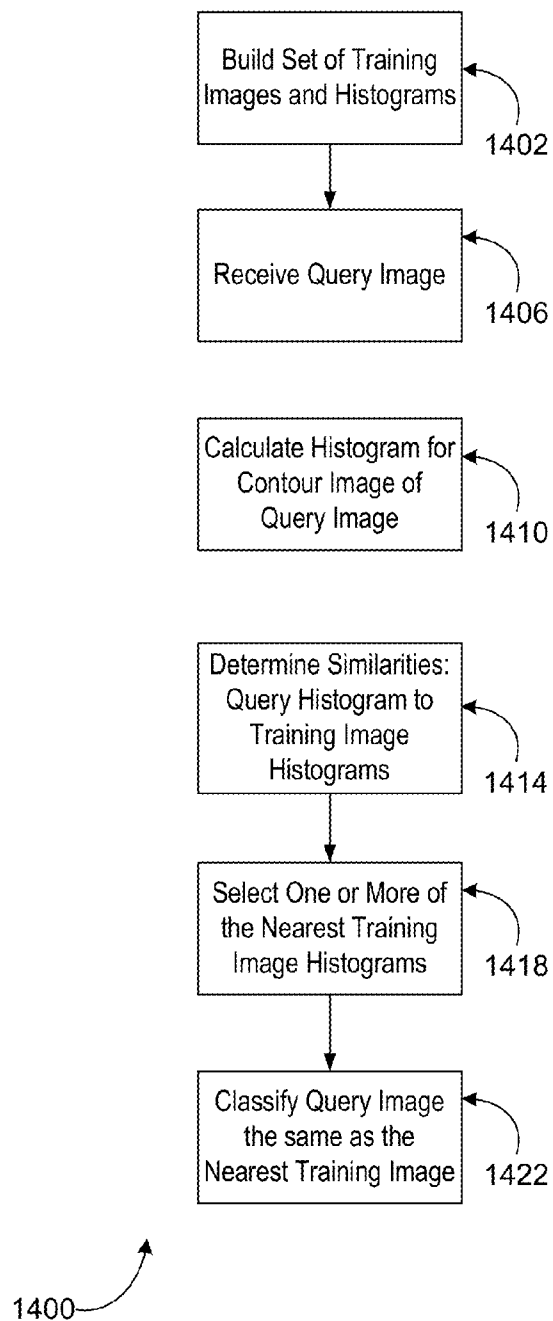 Build Set of Training
Images and Histograms
1402
Receive Query Image
1406
Calculate Histogram for
Contour Image of
Query Image
1410
Determine Similarities:
Query Histogram to
Training Image
Histograms
1414
Select One or More of
the Nearest Training
Image Histograms
1418
Classify Query Image
the same as the
Nearest Training Image
1422
1400